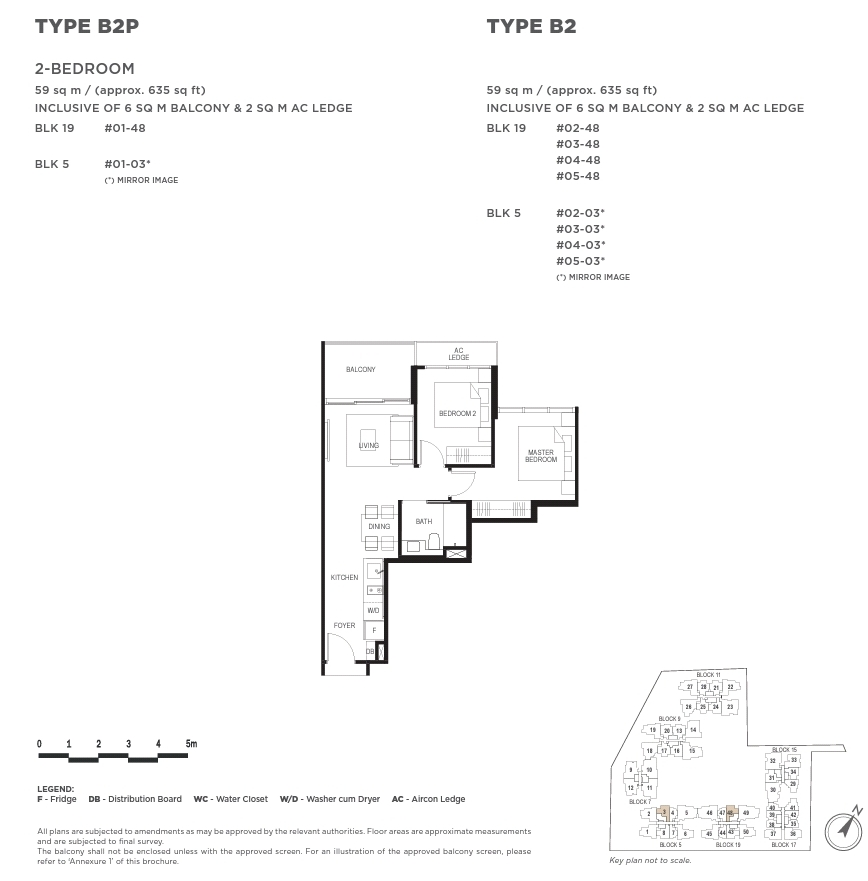 TYPE B2P
2-BEDROOM
59 sq m / (approx. 635 sq ft)
INCLUSIVE OF 6 SQ M BALCONY & 2 SQ M AC LEDGE
BLK 19 #01-48
BLK 5 #01-03*
(*) MIRROR IMAGE
TYPE B2
59 sq m / (approx. 635 sq ft)
INCLUSIVE OF 6 SQ M BALCONY & 2 SQ M AC LEDGE
BLK 19 #02-48
#03-48
#04-48
#05-48
BLK 5 #02-03*
#03-03*
#04-03*
#05-03*
(*) MIRROR IMAGE
AC
LEDGE
BALCONY
BEDROOM 2
LIVING
MASTER
BEDROOM
BATH
DINING
KITCHEN
W/D
FOYER
F
DB
0 1 2 3 4 5m
LEGEND:
F - Fridge DB - Distribution Board WC - Water Closet W/D - Washer cum Dryer AC - Aircon Ledge
All plans are subjected to amendments as may be approved by the relevant authorities. Floor areas are approximate measurements
and are subjected to final survey.
The balcony shall not be enclosed unless with the approved screen. For an illustration of the approved balcony screen, please
refer to 'Annexure 1' of this brochure.
BLOCK 11
27 28 21 22
26 25 24 23
BLOCK 9
19 20 13 14
18 17 16 15
BLOCK 15
32 33
34
31
29
30
9 10
12 11
BLOCK 7
2 3 4 5
1 8 7 6
BLOCK 5
46 47 48 49
45 44 43 50
BLOCK 19
40 41
39 42
38 35
37 36
BLOCK 17
N
Key plan not to scale.